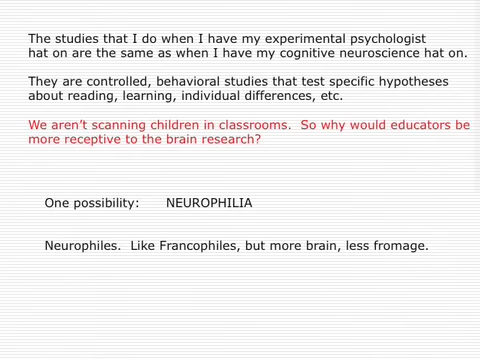 The studies that I do when I have my experimental psychologist
hat on are the same as when I have my cognitive neuroscience hat on.
They are controlled, behavioral studies that test specific hypotheses
about reading, learning, individual differences, etc.
We aren’t scanning children in classrooms.  So why would educators be
more receptive to the brain research?
One possibility:     NEUROPHILIA
Neurophiles.  Like Francophiles, but more brain, less fromage.